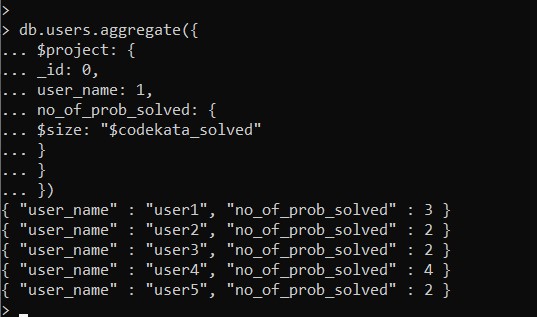 >
> db.users.aggregate({
... $project: {
... _id: 0,
... user_name: 1,
... no_of_prob_solved: {
... $size: "$codekata_solved"
... }
... }
... })
{ "user_name" : "user1", "no_of_prob_solved" : 3 }
{ "user_name" : "user2", "no_of_prob_solved" : 2 }
{ "user_name" : "user3", "no_of_prob_solved" : 2 }
{ "user_name" : "user4", "no_of_prob_solved" : 4 }
{ "user_name" : "user5", "no_of_prob_solved" : 2 }
>